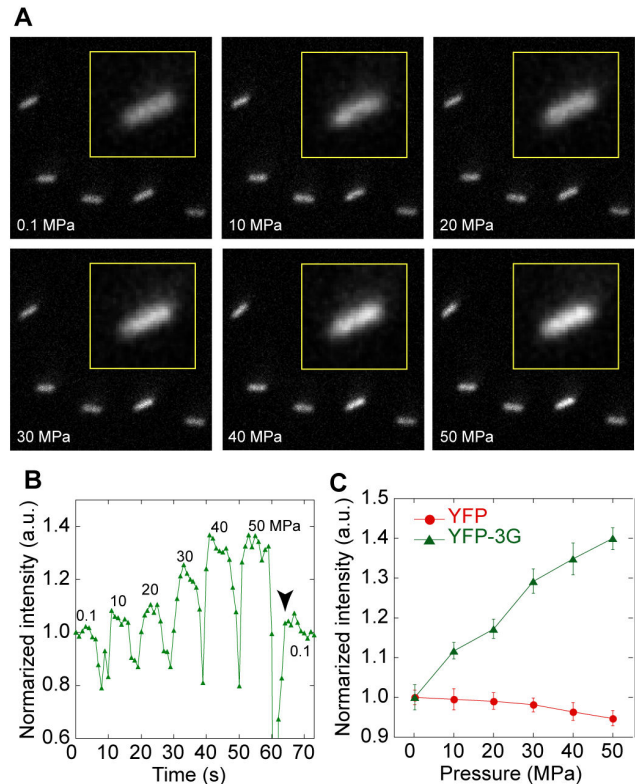 A
0.1 MPa
10 MPa
20 MPa
30 MPa
40 MPa
50 MPa
B
Normarized intensity (a.u.)
1.4
1.2
1.0
0.8
0.6
0.1
10
20
30
40
50 MPa
0.1
0 10 20 30 40 50 60 70
Time (s)
C
Normarized intensity (a.u.)
1.5
1.4
1.3
1.2
1.1
1.0
0.9
YFP
YFP-3G
0 10 20 30 40 50
Pressure (MPa)